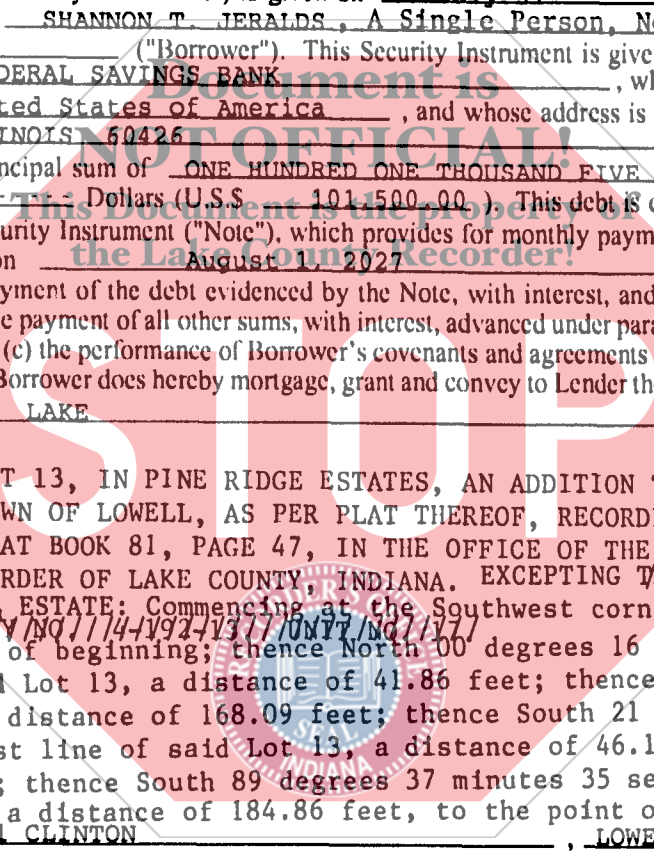 SHANNON T. JERALDS, A Single Person, N
("Borrower"). This Security Instrument is give
DERAL SAVINGS BANK , w
ted States of America , and whose address is
INOIS 60426
ncipal sum of ONE HUNDRED ONE THOUSAND FIVE
Dollars (U.S.$ 101,500.00 ). This debt is e
urity Instrument ("Note"), which provides for monthly paym
on August 1, 2027
yment of the debt evidenced by the Note, with interest, and
e payment of all other sums, with interest, advanced under para
(c) the performance of Borrower's covenants and agreements
Borrower does hereby mortgage, grant and convey to Lender th
LAKE
T 13, IN PINE RIDGE ESTATES, AN ADDITION
WN OF LOWELL, AS PER PLAT THEREOF, RECORD
AT BOOK 81, PAGE 47, IN THE OFFICE OF THE
RDER OF LAKE COUNTY, INDIANA. EXCEPTING
ESTATE: Commencing at the Southwest corn
of beginning; thence North 00 degrees 16
Lot 13, a distance of 41.86 feet; thence
distance of 168.09 feet; thence South 21
st line of said Lot 13, a distance of 46.1
; thence South 89 degrees 37 minutes 35 se
a distance of 184.86 feet, to the point o
CLINTON , LOWE
Document is
NOT OFFICIAL!
This Document is the property of
the Lake County Recorder!
STOP
RECORDER'S
SEAL
INDIANA